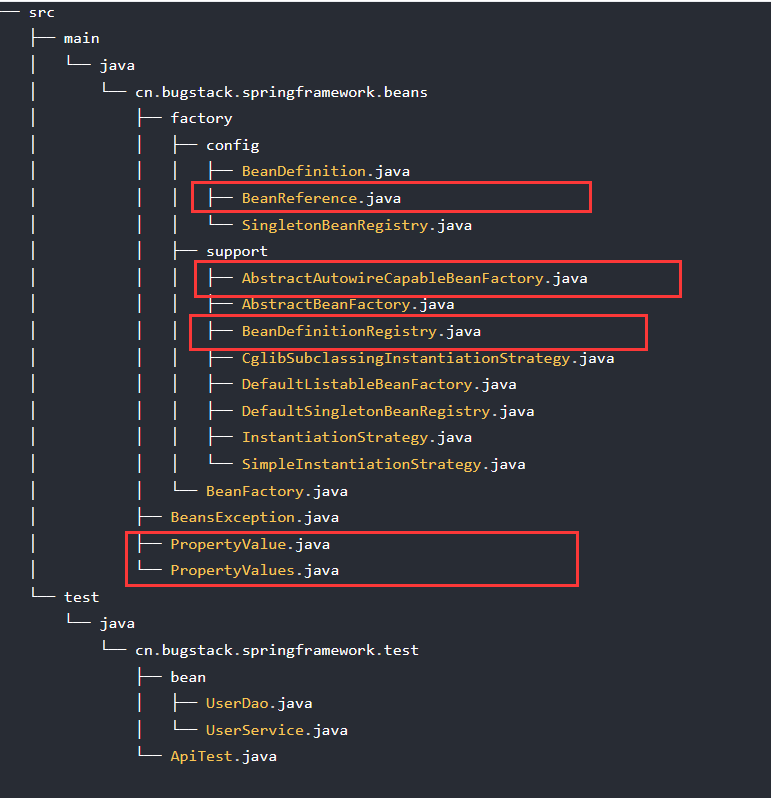 ── src
├── main
│ └── java
│ └── cn.bugstack.springframework.beans
│ ├── factory
│ │ ├── config
│ │ │ ├── BeanDefinition.java
│ │ │ ├── BeanReference.java
│ │ │ └── SingletonBeanRegistry.java
│ │ ├── support
│ │ │ ├── AbstractAutowireCapableBeanFactory.java
│ │ │ ├── AbstractBeanFactory.java
│ │ │ ├── BeanDefinitionRegistry.java
│ │ │ ├── CglibSubclassingInstantiationStrategy.java
│ │ │ ├── DefaultListableBeanFactory.java
│ │ │ ├── DefaultSingletonBeanRegistry.java
│ │ │ ├── InstantiationStrategy.java
│ │ │ └── SimpleInstantiationStrategy.java
│ │ └── BeanFactory.java
│ ├── BeansException.java
│ ├── PropertyValue.java
│ └── PropertyValues.java
└── test
└── java
└── cn.bugstack.springframework.test
├── bean
│ ├── UserDao.java
│ └── UserService.java
└── ApiTest.java